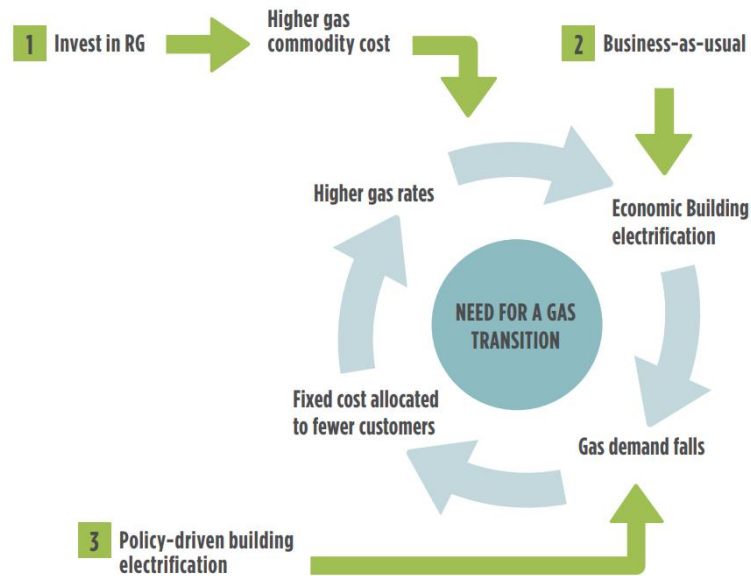 1 Invest in RG
Higher gas
commodity cost
2 Business-as-usual
Higher gas rates
Economic Building
electrification
NEED FOR A GAS
TRANSITION
Fixed cost allocated
to fewer customers
Gas demand falls
3 Policy-driven building
electrification